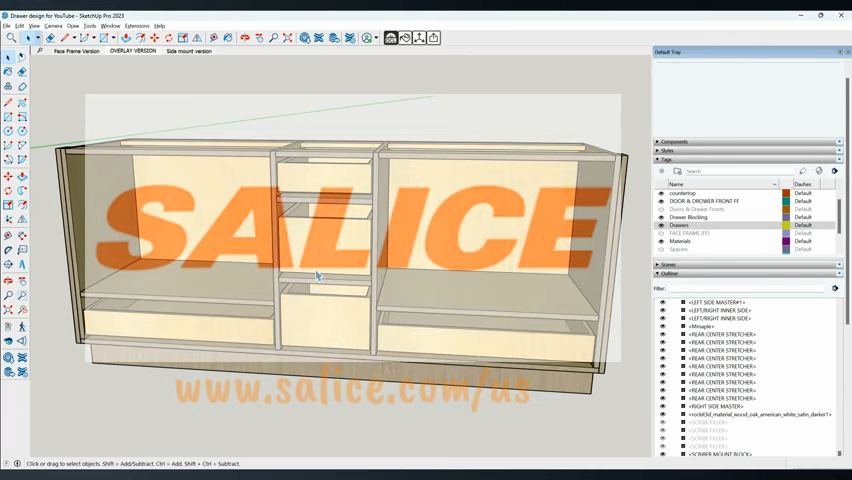 Drawer design for YouTube* - SketchUp Pro 2023
File Edit View Camera Draw Tools Window Extensions Help
Face Frame Version OVERLAY VERSION Side mount version
SALICE
www.salice.com/us
Default Tray
Components
Styles
Tags
Search
Name Dashes
countertop Default
DOOR & DROWER FRONT FF Default
Doors & Drawer Fronts Default
Drawer Blocking Default
Drawers Default
FACE FRAME (FF) Default
Materials Default
Spacers Default
Scenes
Outliner
Filter:
<LEFT SIDE MASTER#1>
<LEFT/RIGHT INNER SIDE>
<LEFT/RIGHT INNER SIDE>
<Mmaple>
<REAR CENTER STRETCHER>
<REAR CENTER STRETCHER>
<REAR CENTER STRETCHER>
<REAR CENTER STRETCHER>
<REAR CENTER STRETCHER>
<REAR CENTER STRETCHER>
<REAR CENTER STRETCHER>
<REAR CENTER STRETCHER>
<REAR CENTER STRETCHER>
<RIGHT SIDE MASTER>
<rockit3d_material_wood_oak_american_white_satin_darker1>
<SCRIBE FILLER>
<SCRIBE FILLER>
<SCRIBE FILLER>
<SCRIBE FILLER>
<SCRIBER MOUNT BLOCK>
Click or drag to select objects. Shift = Add/Subtract. Ctrl = Add. Shift + Ctrl = Subtract.